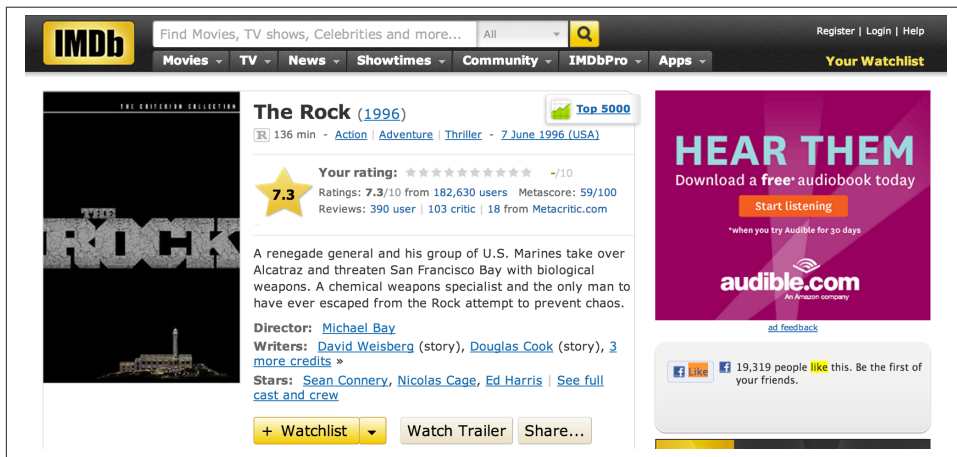 IMDb
Find Movies, TV shows, Celebrities and more... All
Register | Login | Help
Movies TV News Showtimes Community IMDbPro Apps
Your Watchlist
THE CRITERION COLLECTION
THE
ROCK
The Rock (1996)
Top 5000
R 136 min - Action | Adventure | Thriller - 7 June 1996 (USA)
7.3
Your rating: -/10
Ratings: 7.3/10 from 182,630 users Metascore: 59/100
Reviews: 390 user | 103 critic | 18 from Metacritic.com
A renegade general and his group of U.S. Marines take over
Alcatraz and threaten San Francisco Bay with biological
weapons. A chemical weapons specialist and the only man to
have ever escaped from the Rock attempt to prevent chaos.
Director: Michael Bay
Writers: David Weisberg (story), Douglas Cook (story), 3
more credits »
Stars: Sean Connery, Nicolas Cage, Ed Harris | See full
cast and crew
+ Watchlist Watch Trailer Share...
HEAR THEM
Download a free* audiobook today
Start listening
*when you try Audible for 30 days
audible.com
An Amazon company
ad feedback
Like 19,319 people like this. Be the first of
your friends.